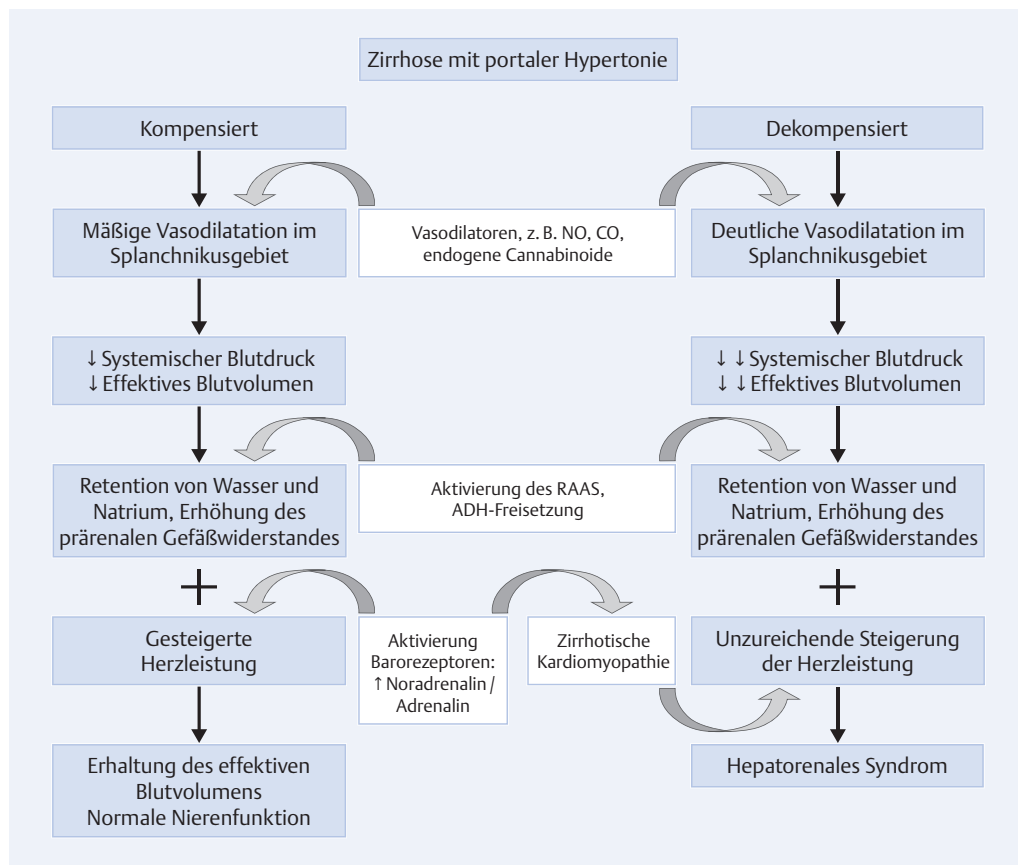 Zirrhose mit portaler Hypertonie
Kompensiert
Dekompensiert
Mäßige Vasodilatation im
Splanchnikusgebiet
Vasodilatoren, z. B. NO, CO,
endogene Cannabinoide
Deutliche Vasodilatation im
Splanchnikusgebiet
↓ Systemischer Blutdruck
↓ Effektives Blutvolumen
↓ ↓ Systemischer Blutdruck
↓ ↓ Effektives Blutvolumen
Retention von Wasser und
Natrium, Erhöhung des
prärenalen Gefäßwiderstandes
Aktivierung des RAAS,
ADH-Freisetzung
Retention von Wasser und
Natrium, Erhöhung des
prärenalen Gefäßwiderstandes
+
+
Gesteigerte
Herzleistung
Aktivierung
Barorezeptoren:
↑ Noradrenalin /
Adrenalin
Zirrhotische
Kardiomyopathie
Unzureichende Steigerung
der Herzleistung
Erhaltung des effektiven
Blutvolumens
Normale Nierenfunktion
Hepatorenales Syndrom